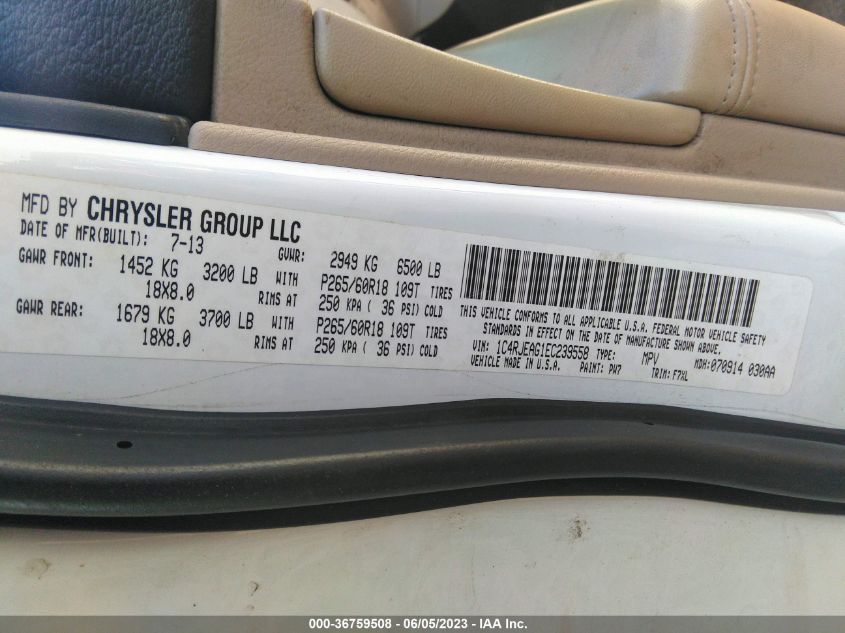 MFD BY CHRYSLER GROUP LLC
DATE OF MFR(BUILT): 7-13 GVWR: 2949 KG 6500 LB
GAWR FRONT: 1452 KG 3200 LB WITH P265/60R18 109T TIRES
18X8.0 RIMS AT 250 KPA ( 36 PSI) COLD
GAWR REAR: 1679 KG 3700 LB WITH P265/60R18 109T TIRES
18X8.0 RIMS AT 250 KPA ( 36 PSI) COLD
THIS VEHICLE CONFORMS TO ALL APPLICABLE U.S.A. FEDERAL MOTOR VEHICLE SAFETY
STANDARDS IN EFFECT ON THE DATE OF MANUFACTURE SHOWN ABOVE.
VIN: 1C4RJEAG1EC239558 TYPE: MPV MDH: 070914 030AA
VEHICLE MADE IN U.S.A. PAINT: PW7 TRIM: F7XL
000-36759508 - 06/05/2023 - IAA Inc.